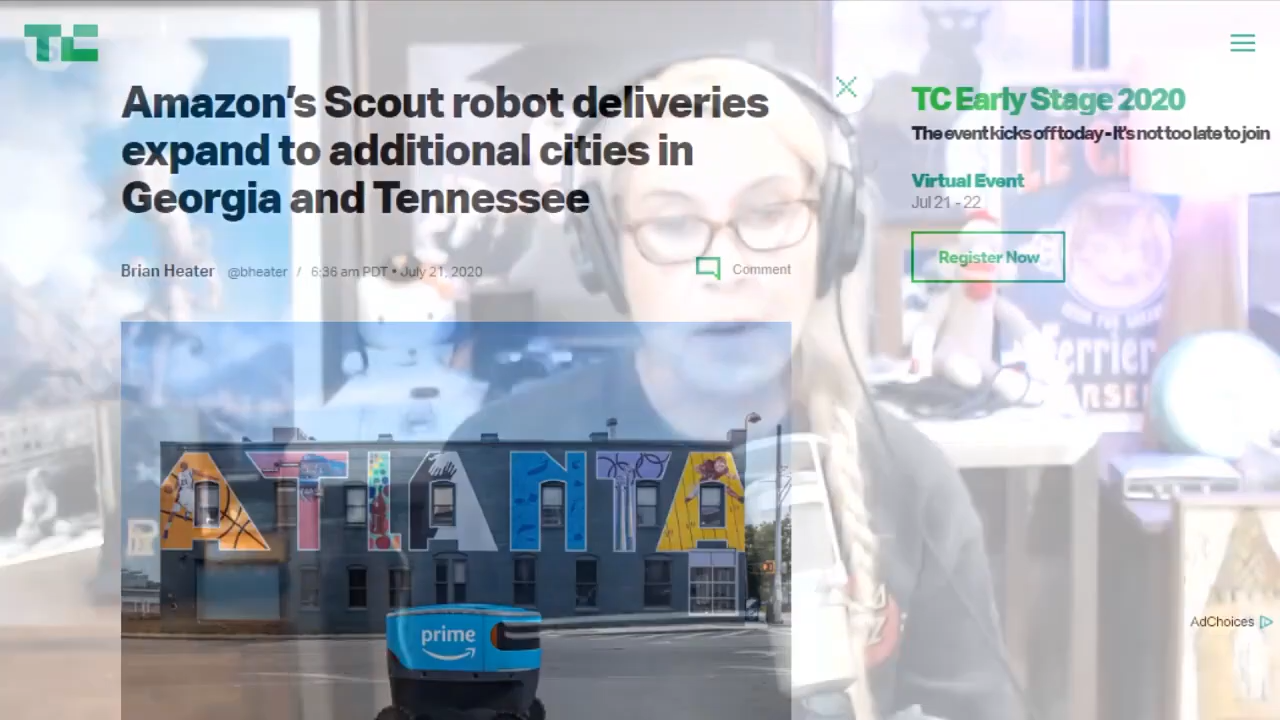 TC
Amazon's Scout robot deliveries
expand to additional cities in
Georgia and Tennessee
Brian Heater @bheater / 6:36 am PDT • July 21, 2020
Comment
TC Early Stage 2020
The event kicks off today - It's not too late to join
Virtual Event
Jul 21 - 22
Register Now
ATLANTA
prime
errier
AdChoices